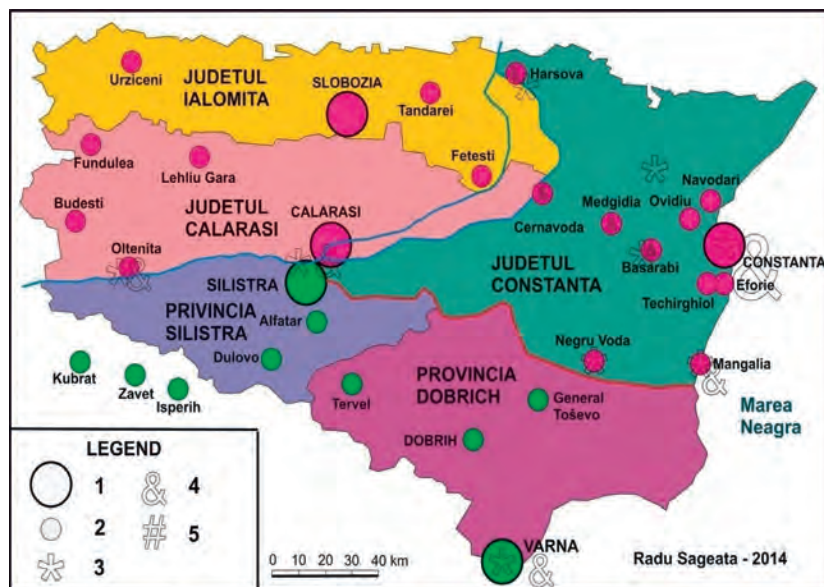 Urziceni
JUDETUL
IALOMITA
SLOBOZIA
Tandarei
Harsova
Fundulea
Lehliu Gara
Fetesti
Budesti
JUDETUL
CALARASI
CALARASI
Cernavoda
Medgidia
Ovidiu
Navodari
Oltenita
&
SILISTRA
JUDETUL
CONSTANTA
Basarabi
CONSTANTA
&
Techirghiol
Eforie
PRIVINCIA
SILISTRA
Alfatar
Dulovo
Negru Voda
Mangalia
&
Kubrat
Zavet
Isperih
Tervel
PROVINCIA
DOBRICH
General
Toševo
DOBRIH
Marea
Neagra
LEGEND
1
& 4
2
# 5
* 3
0 10 20 30 40 km
VARNA
&
Radu Sageata - 2014